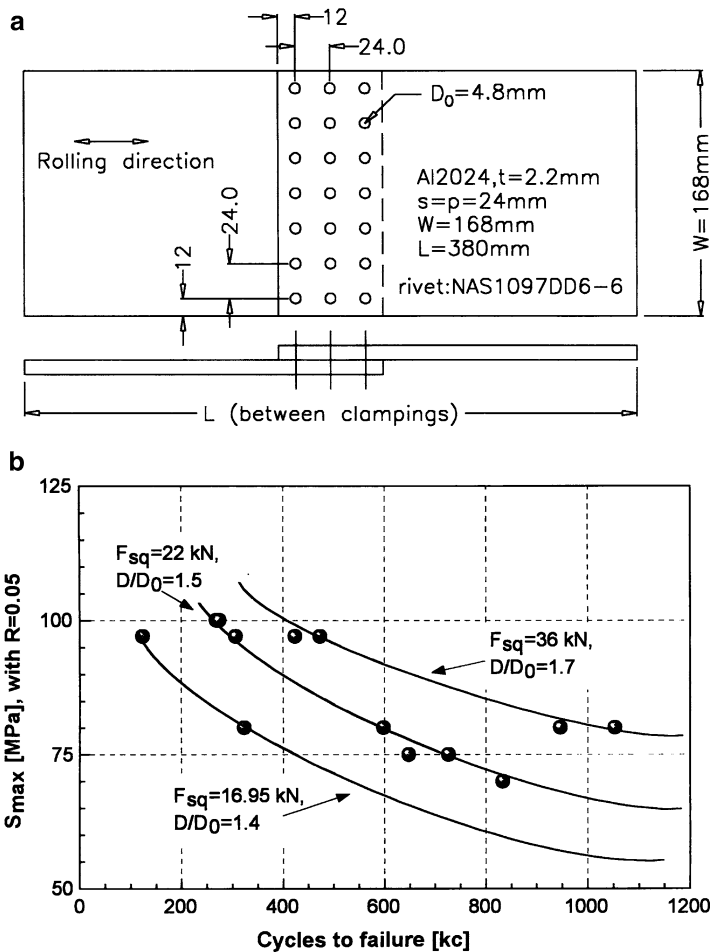 a
12
24.0
D0=4.8mm
Rolling direction
Al2024,t=2.2mm
s=p=24mm
W=168mm
L=380mm
rivet:NAS1097DD6-6
24.0
12
W=168mm
L (between clampings)
b
Smax [MPa], with R=0.05
125
100
75
50
Fsq=22 kN,
D/D0=1.5
Fsq=36 kN,
D/D0=1.7
Fsq=16.95 kN,
D/D0=1.4
0 200 400 600 800 1000 1200
Cycles to failure [kc]